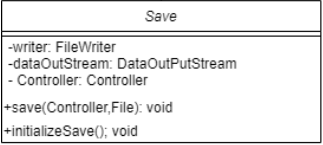 Save
-writer: FileWriter
-dataOutStream: DataOutPutStream
- Controller: Controller
+save(Controller,File): void
+initializeSave(); void